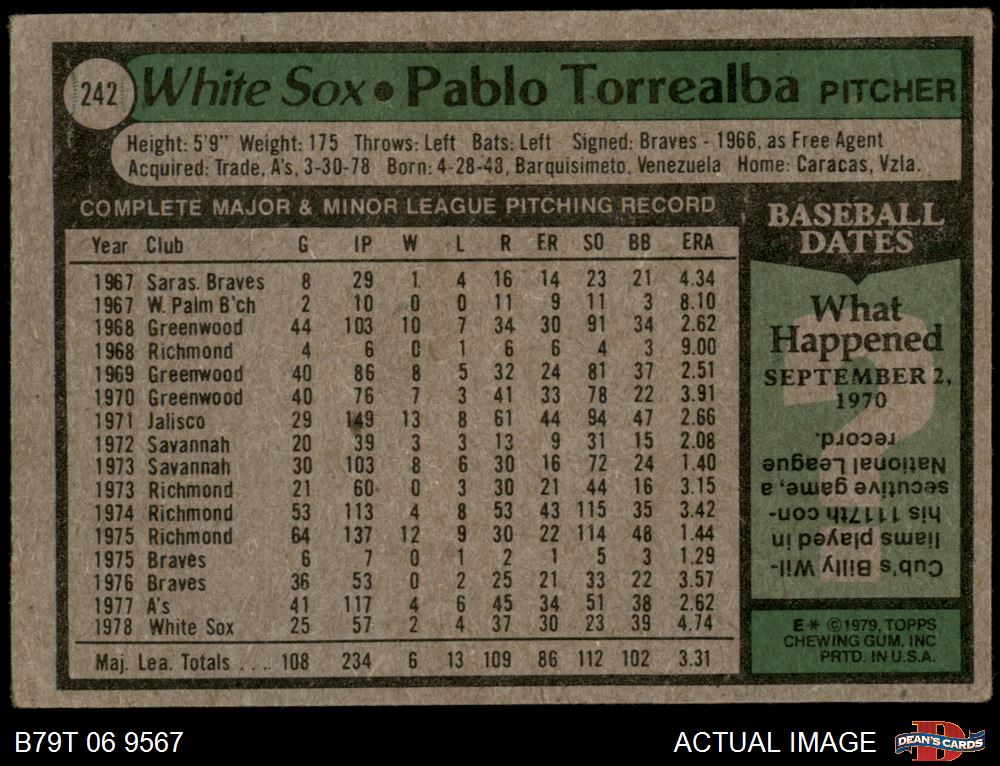 242 White Sox • Pablo Torrealba PITCHER
Height: 5'9" Weight: 175 Throws: Left Bats: Left Signed: Braves - 1966, as Free Agent
Acquired: Trade, A's, 3-30-78 Born: 4-28-48, Barquisimeto, Venezuela Home: Caracas, Vzla.
COMPLETE MAJOR & MINOR LEAGUE PITCHING RECORD
Year Club G IP W L R ER SO BB ERA
1967 Saras. Braves 8 29 1 4 16 14 23 21 4.34
1967 W. Palm B'ch 2 10 0 0 11 9 11 3 8.10
1968 Greenwood 44 103 10 7 34 30 91 34 2.62
1968 Richmond 4 6 0 1 6 6 4 3 9.00
1969 Greenwood 40 86 8 5 32 24 81 37 2.51
1970 Greenwood 40 76 7 3 41 33 78 22 3.91
1971 Jalisco 29 149 13 8 61 44 94 47 2.66
1972 Savannah 20 39 3 3 13 9 31 15 2.08
1973 Savannah 30 103 8 6 30 16 72 24 1.40
1973 Richmond 21 60 0 3 30 21 44 16 3.15
1974 Richmond 53 113 4 8 53 43 115 35 3.42
1975 Richmond 64 137 12 9 30 22 114 48 1.44
1975 Braves 6 7 0 1 2 1 5 3 1.29
1976 Braves 36 53 0 2 25 21 33 22 3.57
1977 A's 41 117 4 6 45 34 51 38 2.62
1978 White Sox 25 57 2 4 37 30 23 39 4.74
Maj. Lea. Totals .... 108 234 6 13 109 86 112 102 3.31
BASEBALL
DATES
What
Happened
SEPTEMBER 2,
1970
Cub's Billy Wil-
liams played in
his 1117th con-
secutive game, a
National League
record.
E* ©1979, TOPPS
CHEWING GUM, INC
PRTD. IN U.S.A.
B79T 06 9567
ACTUAL IMAGE
DEAN'S CARDS